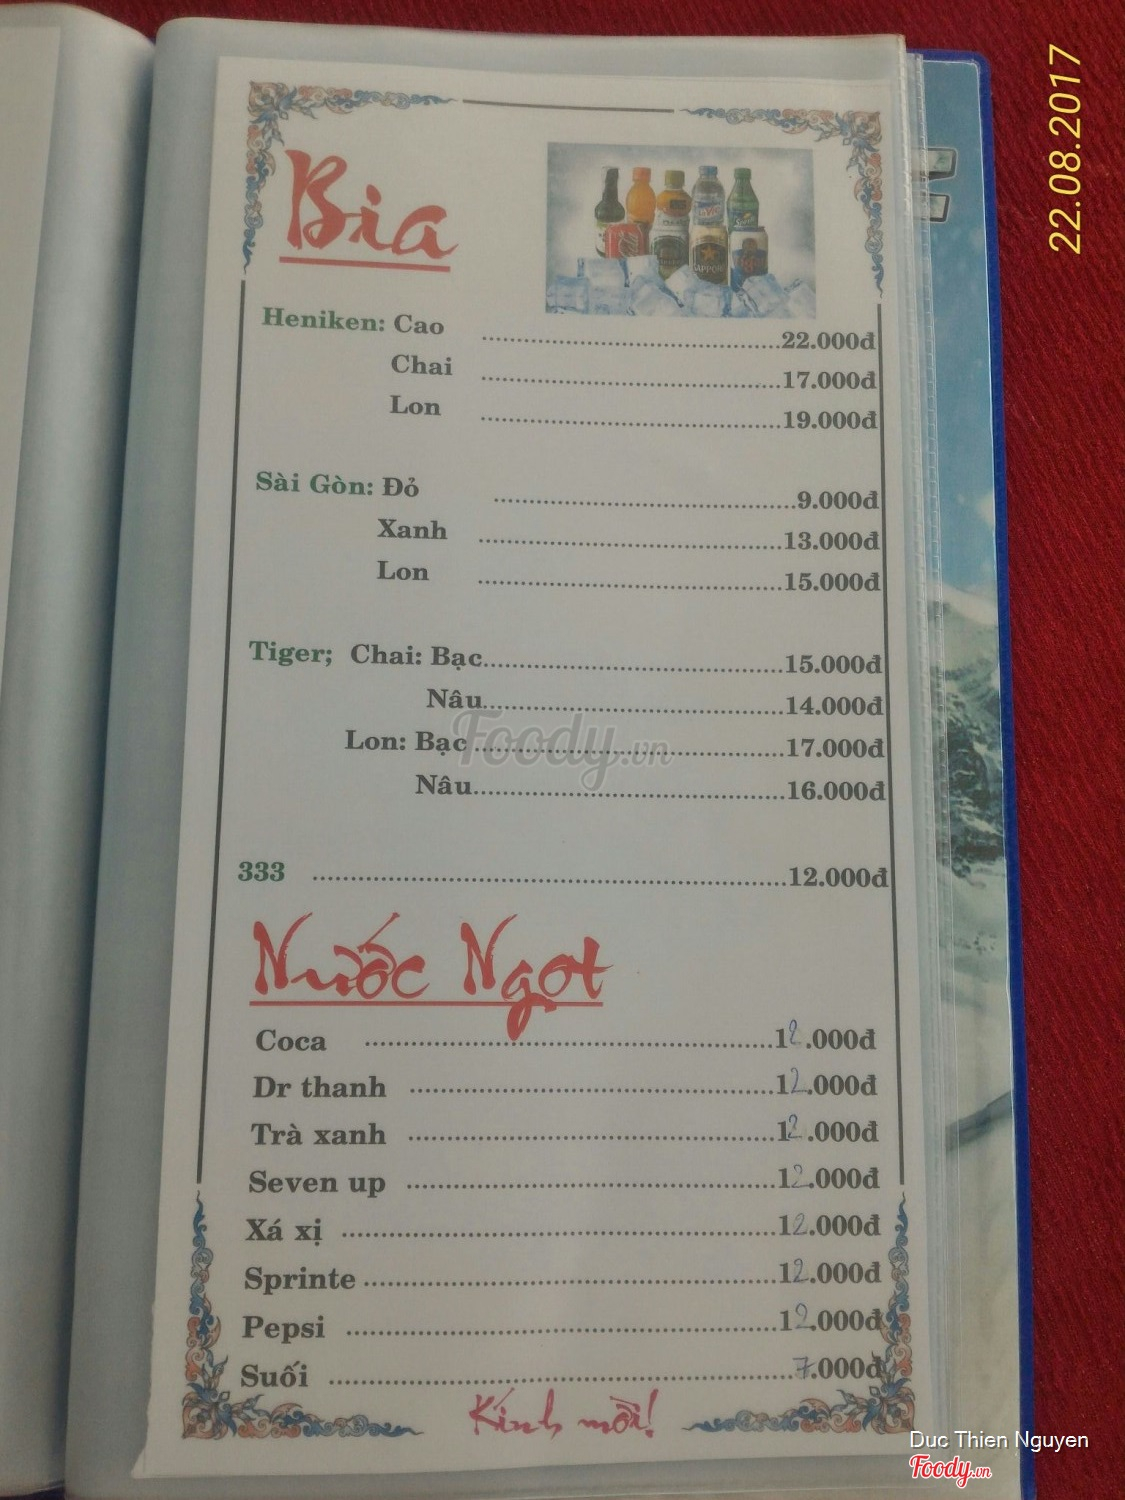 22.08.2017
Bia
Heniken: Cao ........22.000đ
Chai ........17.000đ
Lon ........19.000đ
Sài Gòn: Đỏ ........9.000đ
Xanh ........13.000đ
Lon ........15.000đ
Tiger; Chai: Bạc........15.000đ
Nâu........14.000đ
Lon: Bạc........17.000đ
Nâu........16.000đ
Foody.vn
333 ........12.000đ
Nước Ngọt
Coca ........12.000đ
Dr thanh ........12.000đ
Trà xanh ........12.000đ
Seven up ........12.000đ
Xá xị ........12.000đ
Sprinte ........12.000đ
Pepsi ........12.000đ
Suối ........7.000đ
Kính mời!
Duc Thien Nguyen
Foody.vn